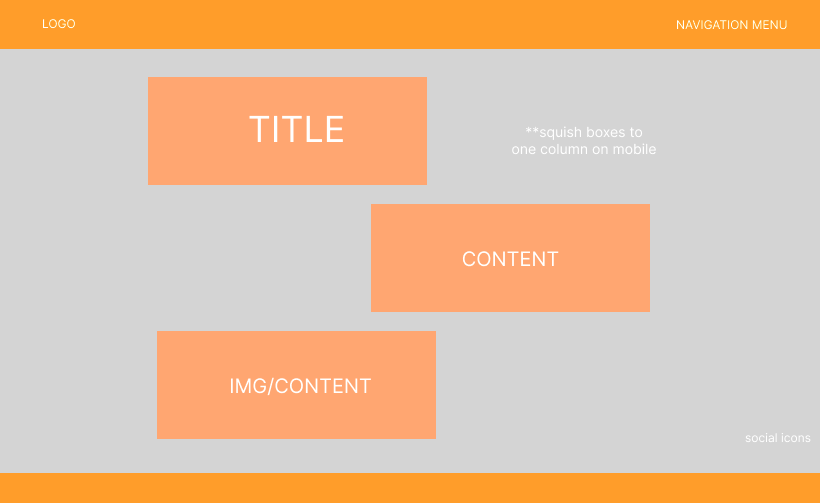 LOGO
NAVIGATION MENU
TITLE
**squish boxes to
one column on mobile
CONTENT
IMG/CONTENT
social icons